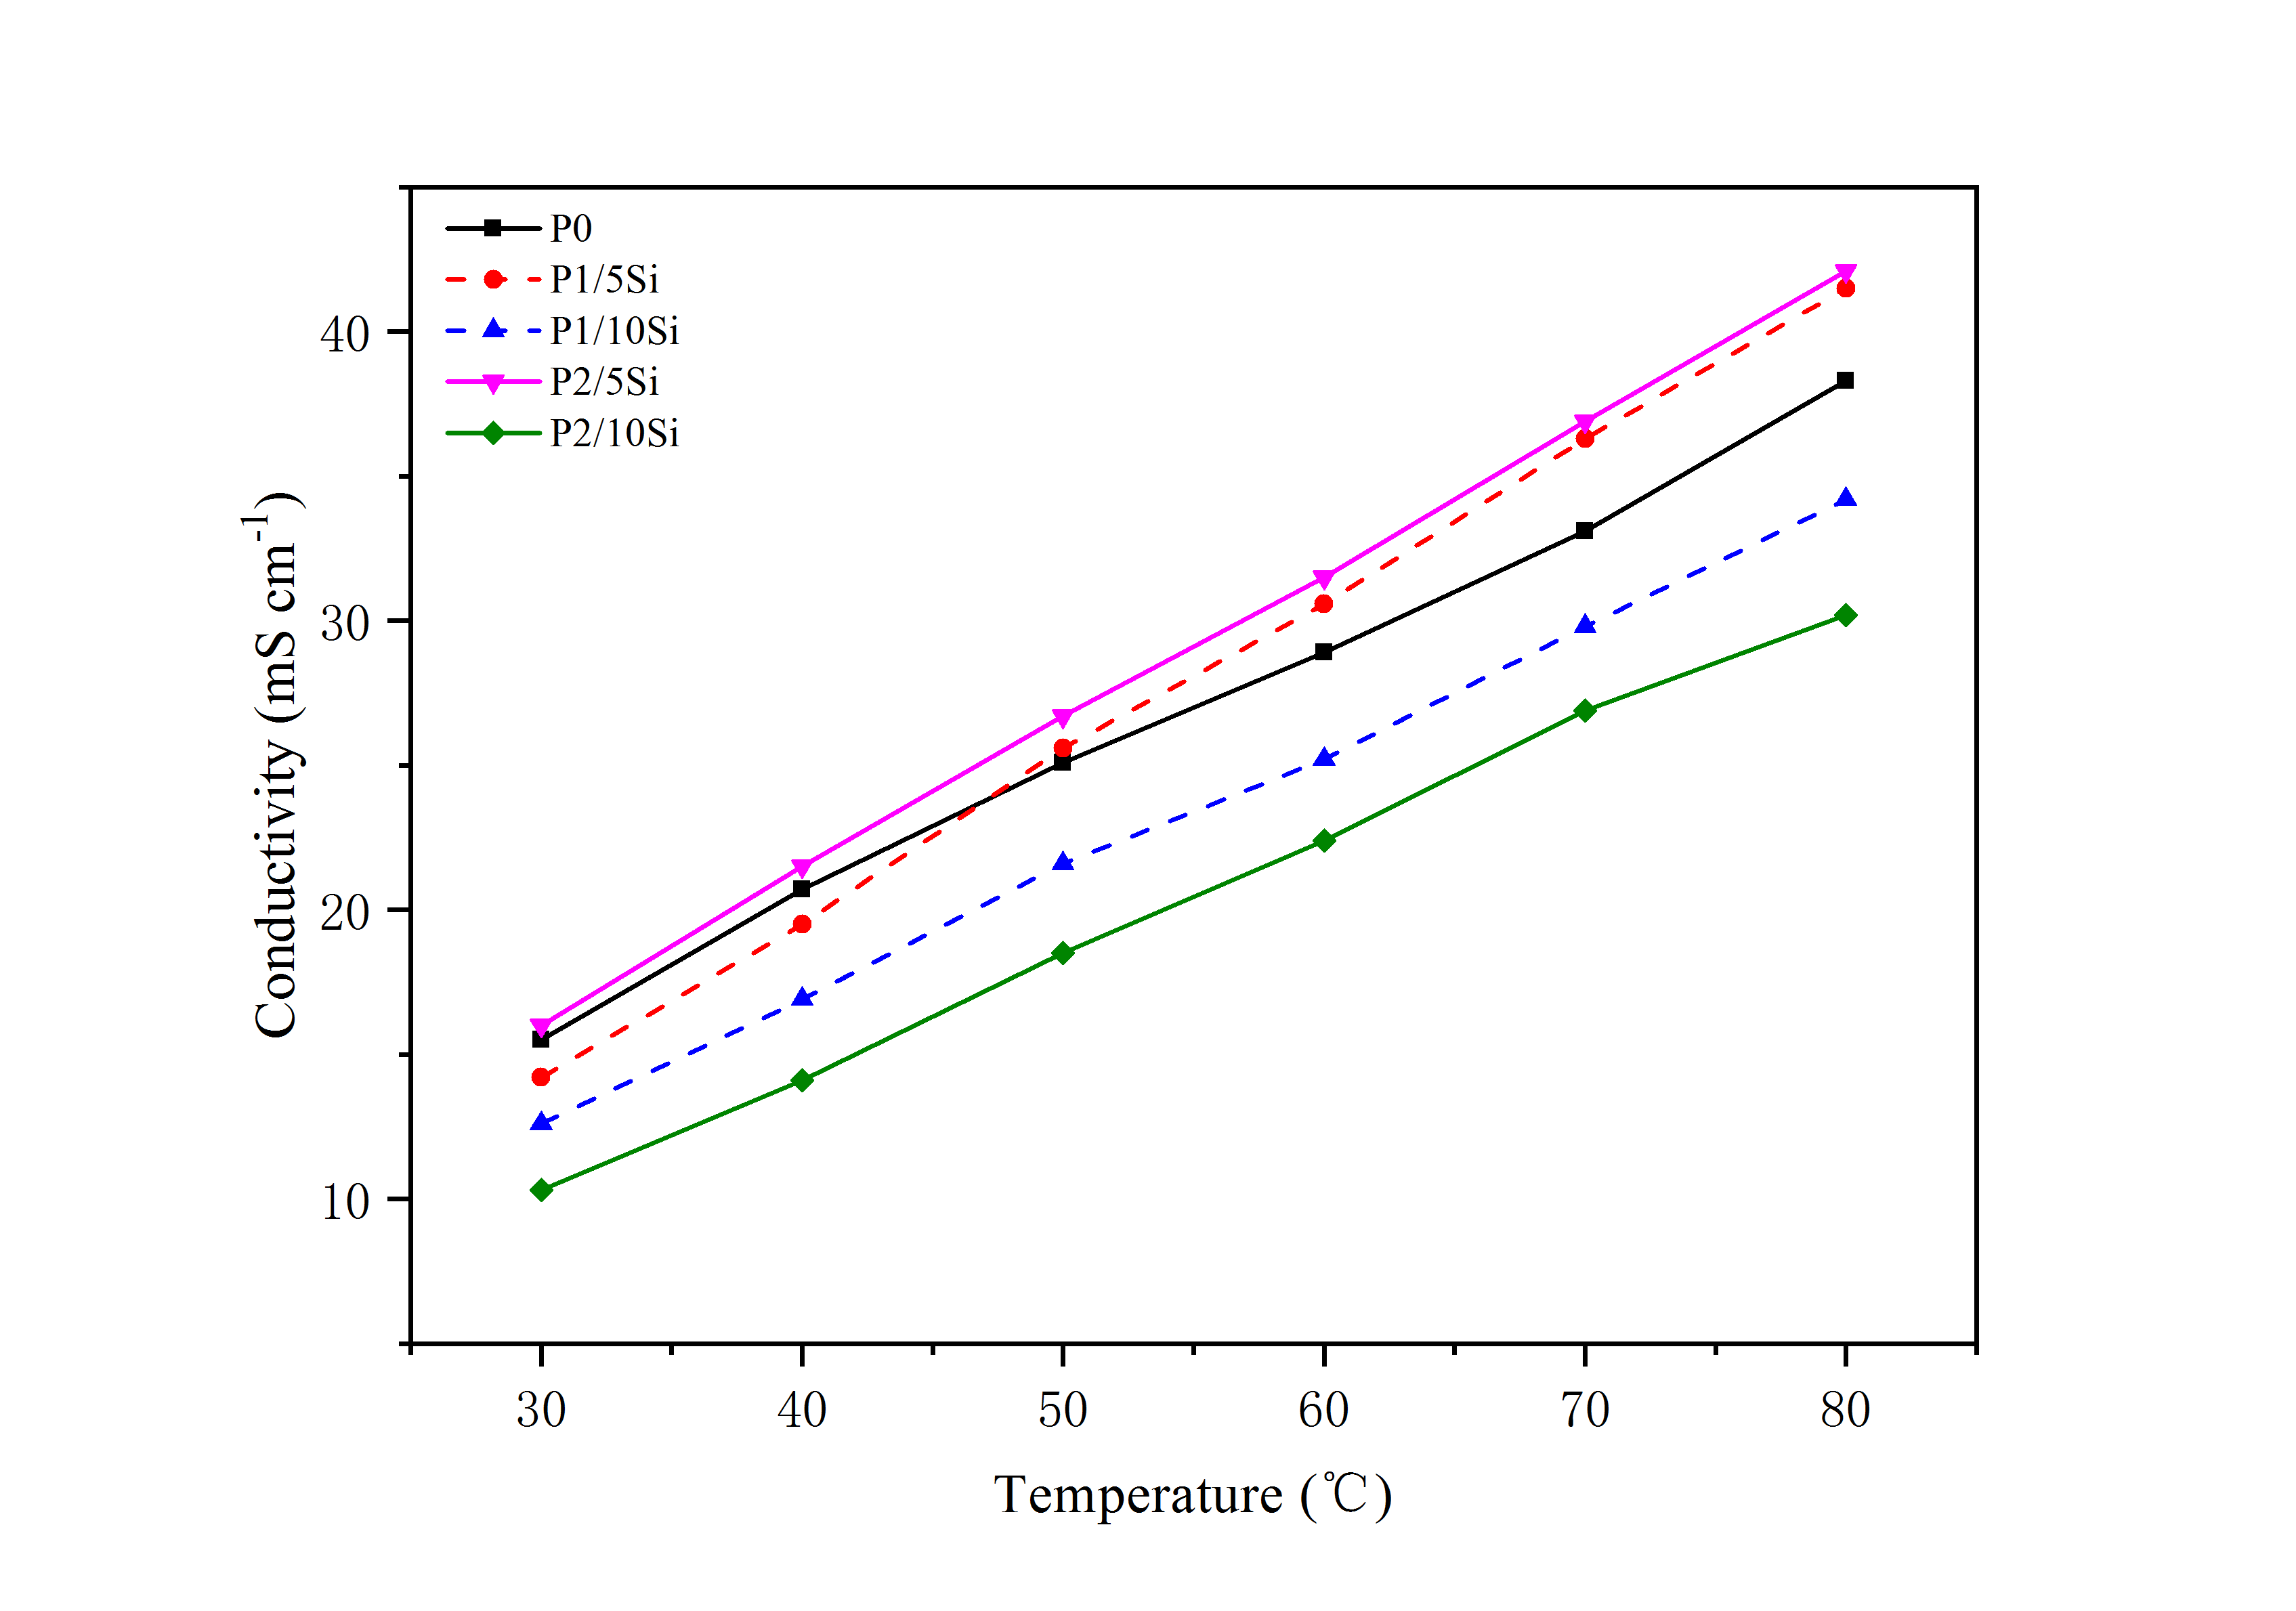 P0
P1/5Si
P1/10Si
P2/5Si
P2/10Si
40
30
20
10
Conductivity (mS cm-1)
30 40 50 60 70 80
Temperature (℃)